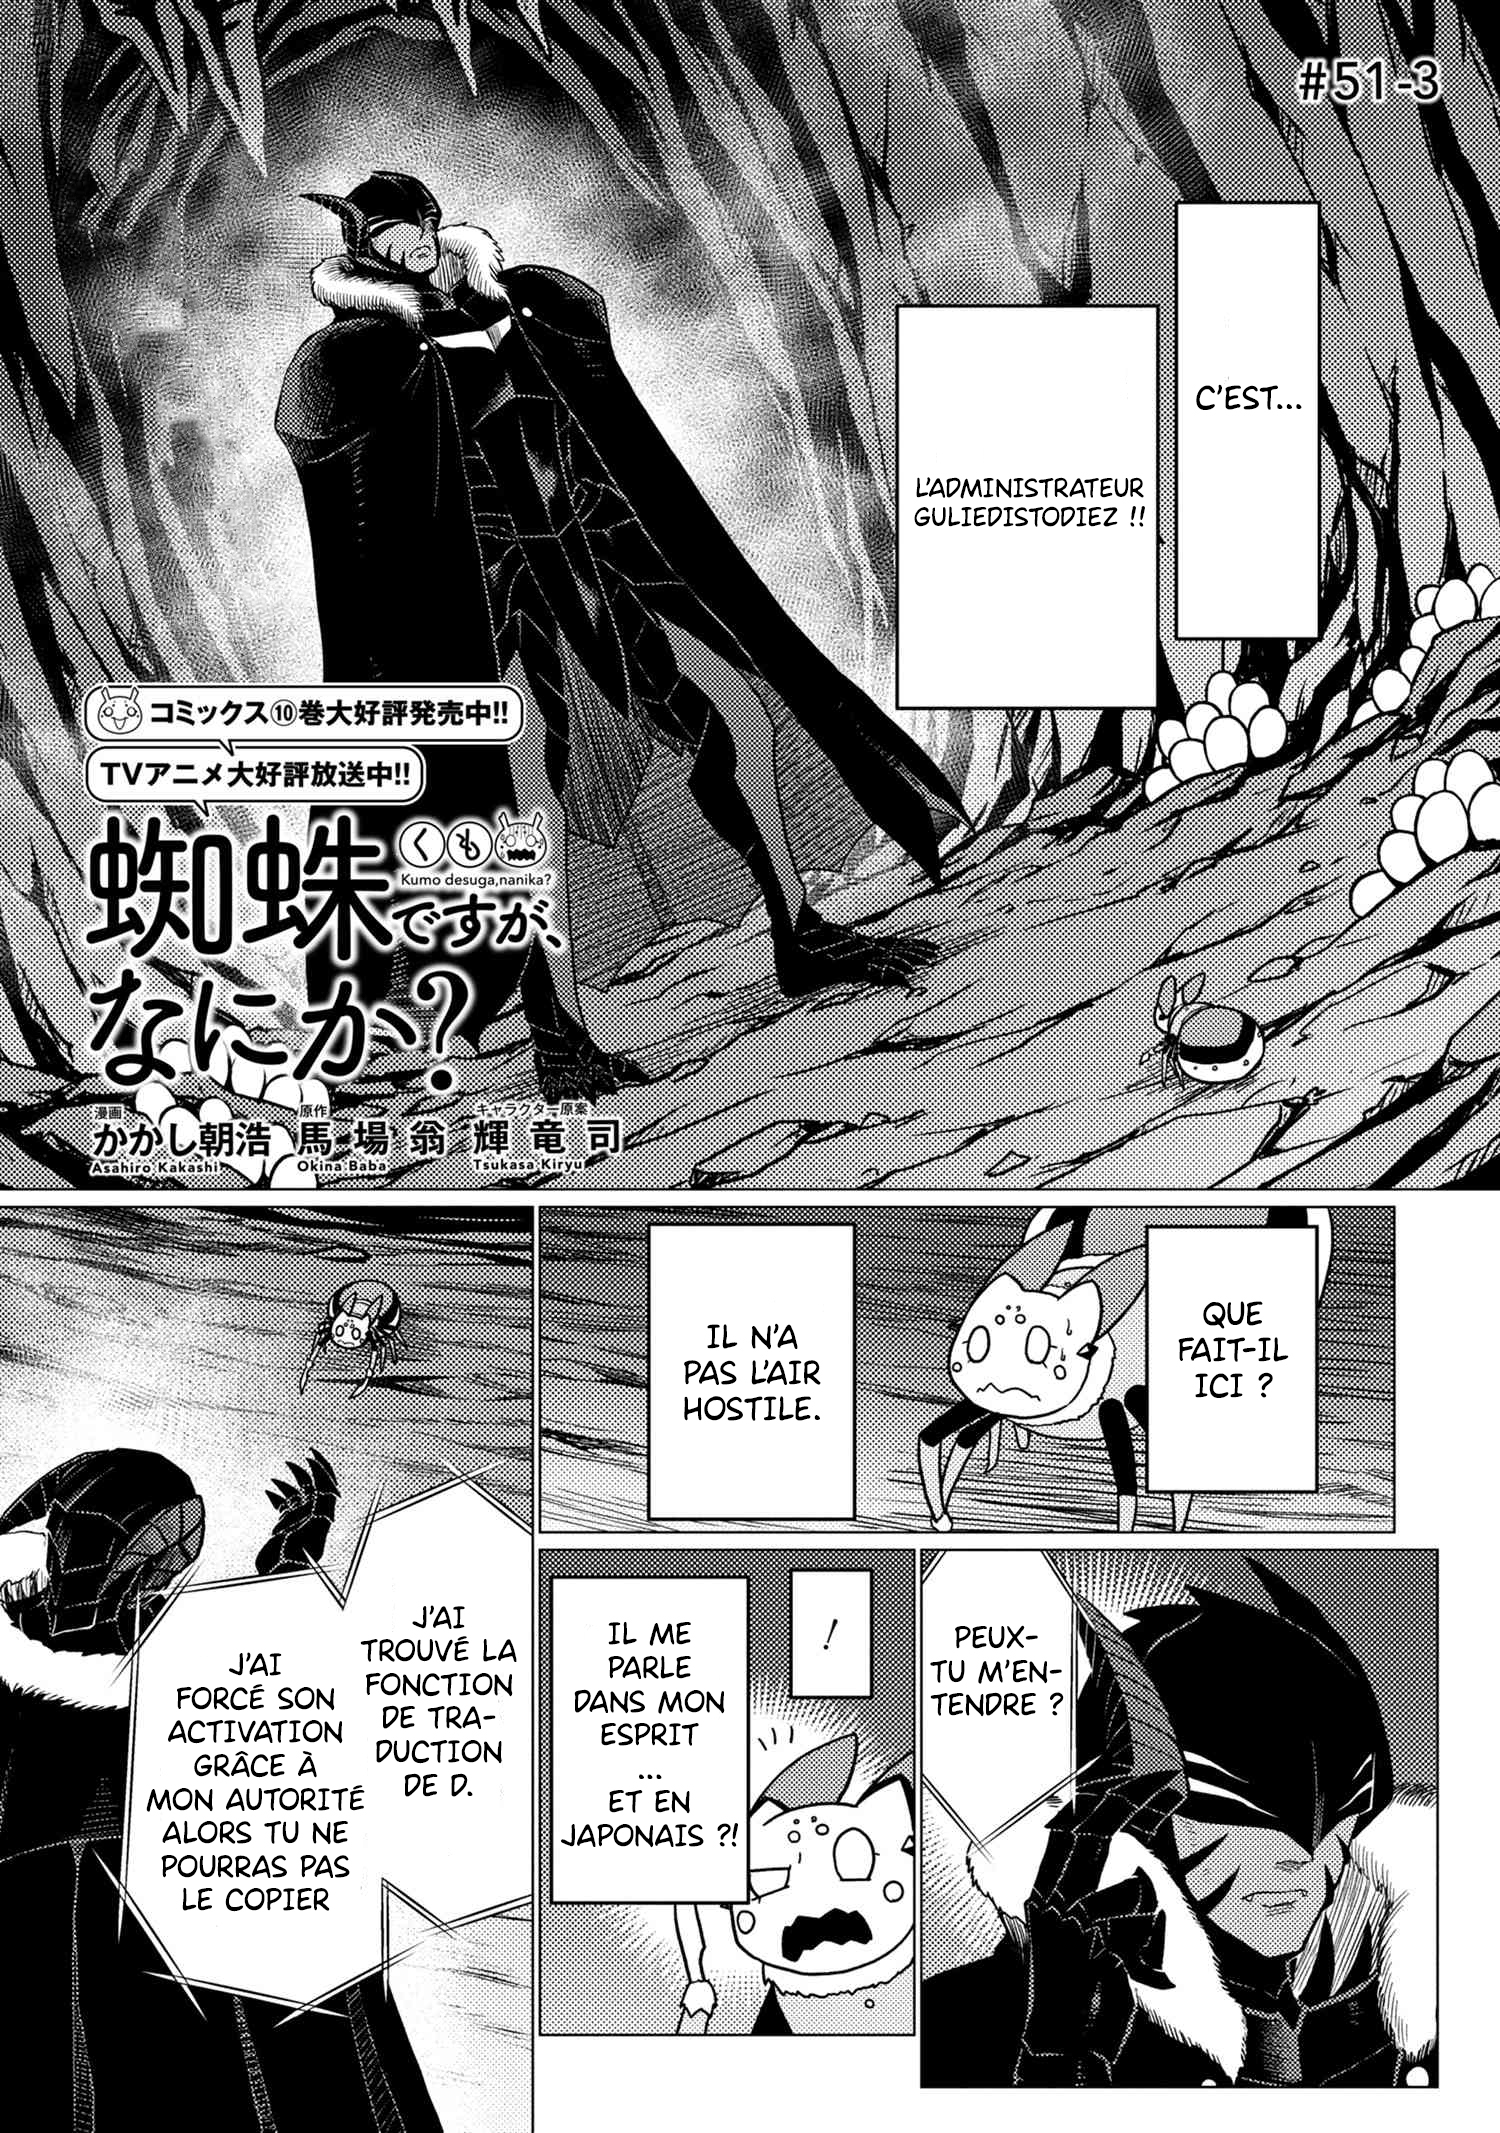 #51-3
C'EST...
L'ADMINISTRATEUR
GULIEDISTODIEZ !!
コミックス⑩巻大好評発売中!!
TVアニメ大好評放送中!!
くも
Kumo desuga,nanika?
蜘蛛ですが、
なにか?
漫画 原作 キャラクター原案
かかし朝浩 馬場翁 輝竜司
Asahiro Kakashi Okina Baba Tsukasa Kiryu
QUE
FAIT-IL
ICI ?
IL N'A
PAS L'AIR
HOSTILE.
PEUX-
TU M'EN-
TENDRE ?
!
IL ME
PARLE
DANS MON
ESPRIT
...
ET EN
JAPONAIS ?!
J'AI
TROUVÉ LA
FONCTION
DE TRA-
DUCTION
DE D.
J'AI
FORCÉ SON
ACTIVATION
GRÂCE À
MON AUTORITÉ
ALORS TU NE
POURRAS PAS
LE COPIER